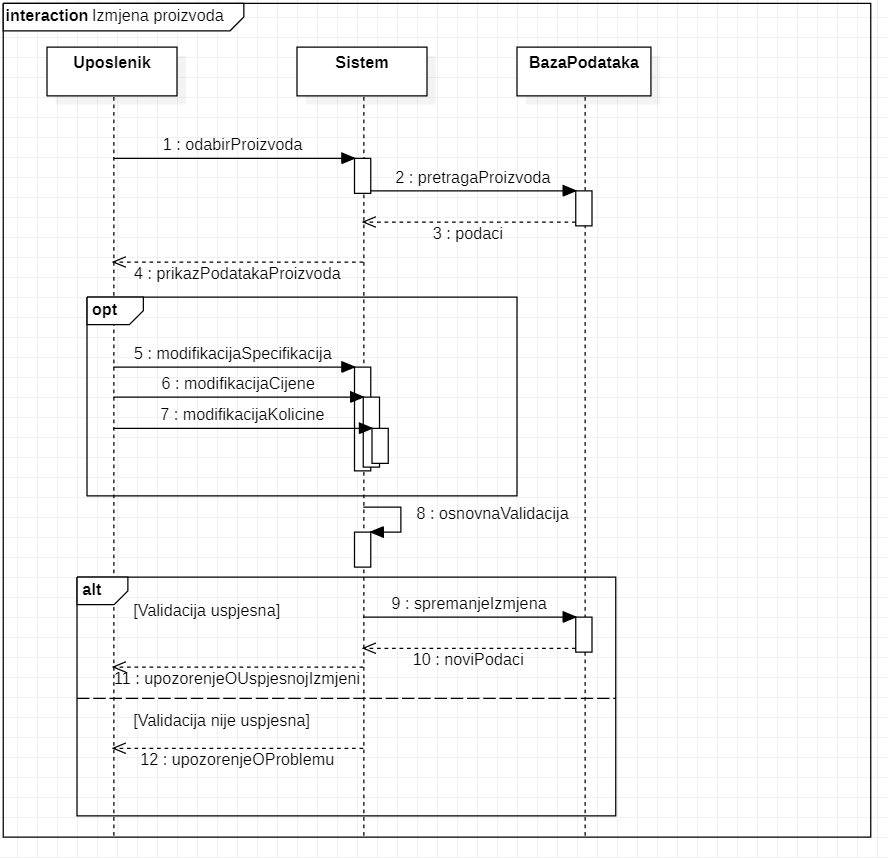 interaction Izmjena proizvoda
Uposlenik
Sistem
BazaPodataka
1 : odabirProizvoda
2 : pretragaProizvoda
3 : podaci
4 : prikazPodatakaProizvoda
opt
5 : modifikacijaSpecifikacija
6 : modifikacijaCijene
7 : modifikacijaKolicine
8 : osnovnaValidacija
alt
[Validacija uspjesna]
9 : spremanjeIzmjena
10 : noviPodaci
11 : upozorenjeOUspjesnojIzmjeni
[Validacija nije uspjesna]
12 : upozorenjeOProblemu